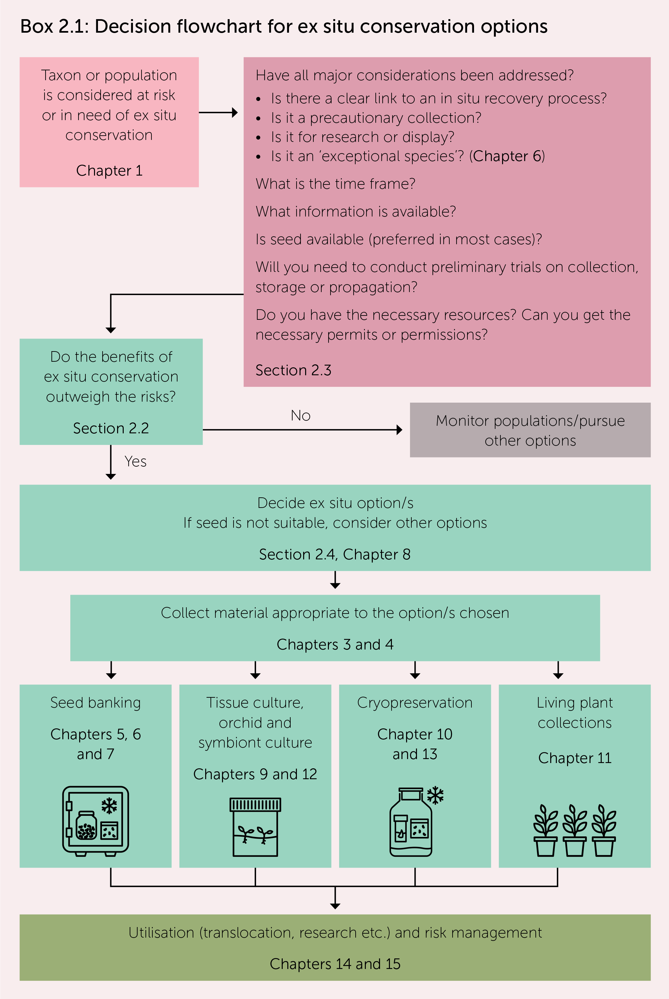 Box 2.1: Decision flowchart for ex situ conservation options
Taxon or population
is considered at risk
or in need of ex situ
conservation
Chapter 1
Have all major considerations been addressed?
• Is there a clear link to an in situ recovery process?
• Is it a precautionary collection?
• Is it for research or display?
• Is it an ‘exceptional species’? (Chapter 6)
What is the time frame?
What information is available?
Is seed available (preferred in most cases)?
Will you need to conduct preliminary trials on collection,
storage or propagation?
Do you have the necessary resources? Can you get the
necessary permits or permissions?
Section 2.3
Do the benefits of
ex situ conservation
outweigh the risks?
Section 2.2
No
Monitor populations/pursue
other options
Yes
Decide ex situ option/s
If seed is not suitable, consider other options
Section 2.4, Chapter 8
Collect material appropriate to the option/s chosen
Chapters 3 and 4
Seed banking
Chapters 5, 6
and 7
Tissue culture,
orchid and
symbiont culture
Chapters 9 and 12
Cryopreservation
Chapter 10
and 13
Living plant
collections
Chapter 11
Utilisation (translocation, research etc.) and risk management
Chapters 14 and 15